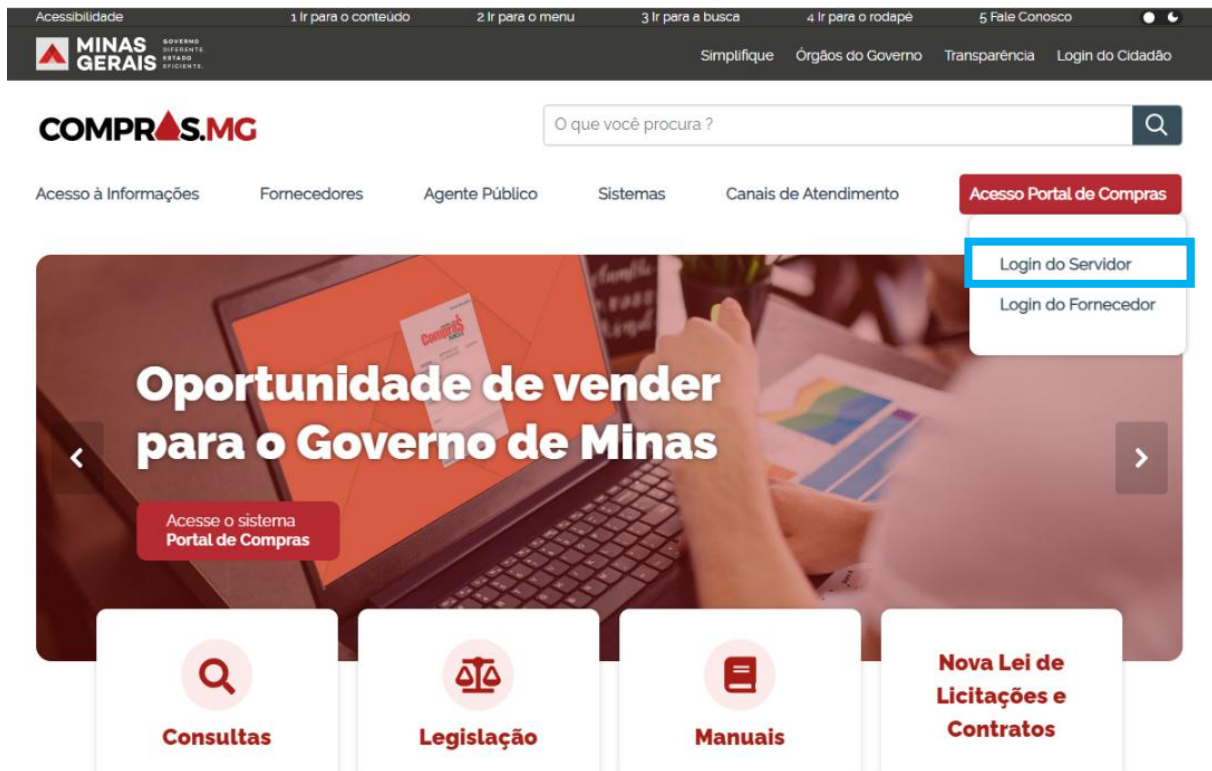 Acessibilidade
1 Ir para o conteúdo
2 Ir para o menu
3 Ir para a busca
4 Ir para o rodapé
5 Fale Conosco
MINAS GERAIS
GOVERNO
DIFERENTE.
ESTADO
EFICIENTE.
Simplifique
Órgãos do Governo
Transparência
Login do Cidadão
COMPRAS.MG
O que você procura ?
Acesso à Informações
Fornecedores
Agente Público
Sistemas
Canais de Atendimento
Acesso Portal de Compras
Login do Servidor
Login do Fornecedor
Compras
Oportunidade de vender
para o Governo de Minas
Acesse o sistema
Portal de Compras
Consultas
Legislação
Manuais
Nova Lei de
Licitações e
Contratos